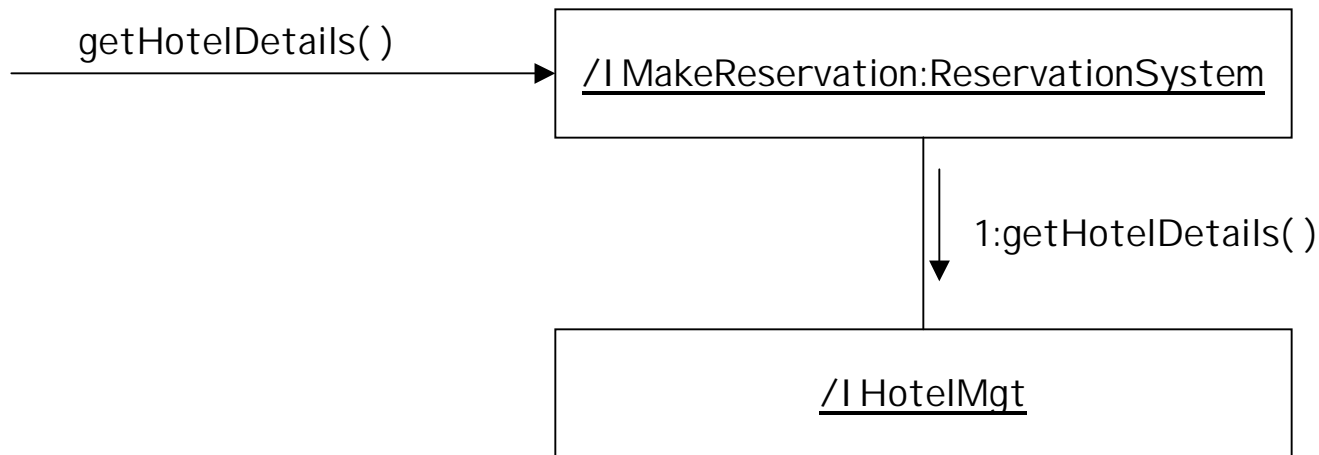 getHotelDetails( )
/IMakeReservation:ReservationSystem
1:getHotelDetails( )
/IHotelMgt